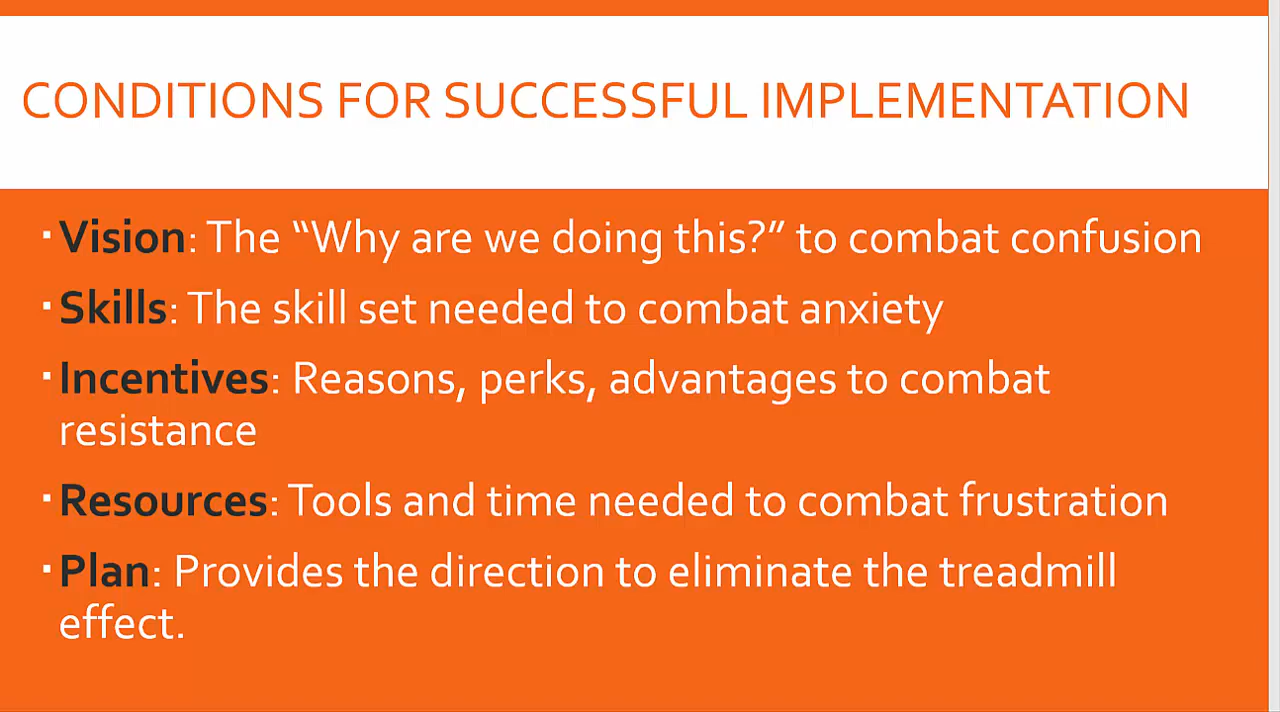 CONDITIONS FOR SUCCESSFUL IMPLEMENTATION
▪Vision: The “Why are we doing this?” to combat confusion
▪Skills: The skill set needed to combat anxiety
▪Incentives: Reasons, perks, advantages to combat
resistance
▪Resources: Tools and time needed to combat frustration
▪Plan: Provides the direction to eliminate the treadmill
effect.